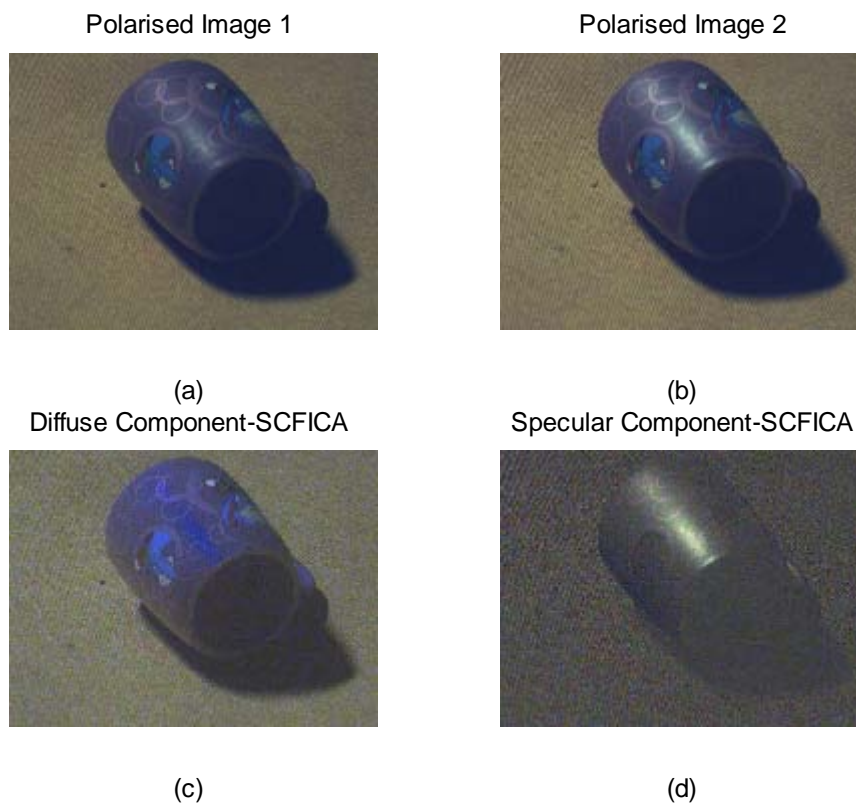 Polarised Image 1
Polarised Image 2
(a)
(b)
Diffuse Component-SCFICA
Specular Component-SCFICA
(c)
(d)